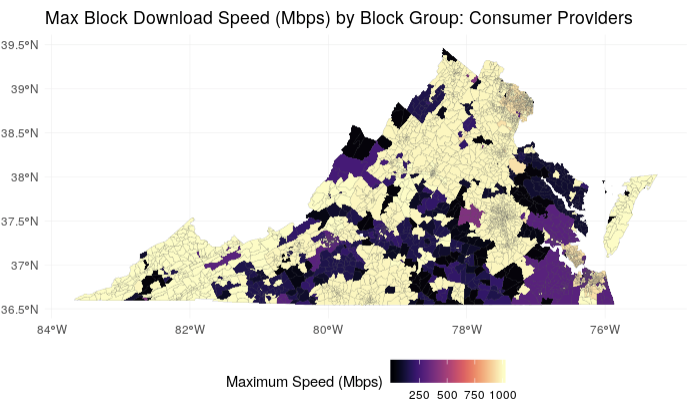 Max Block Download Speed (Mbps) by Block Group: Consumer Providers
39.5°N
39°N
38.5°N
38°N
37.5°N
37°N
36.5°N
84°W 82°W 80°W 78°W 76°W
Maximum Speed (Mbps)
250 500 750 1000